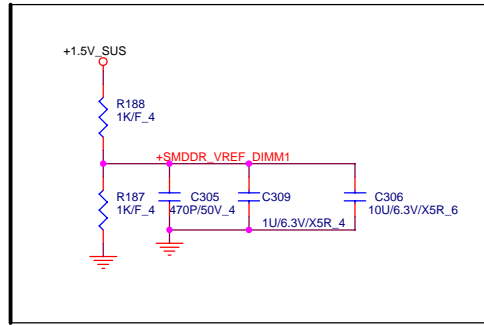 +1.5V_SUS
R188
1K/F_4
+SMDDR_VREF_DIMM1
R187
1K/F_4
C305
470P/50V_4
C309
1U/6.3V/X5R_4
C306
10U/6.3V/X5R_6